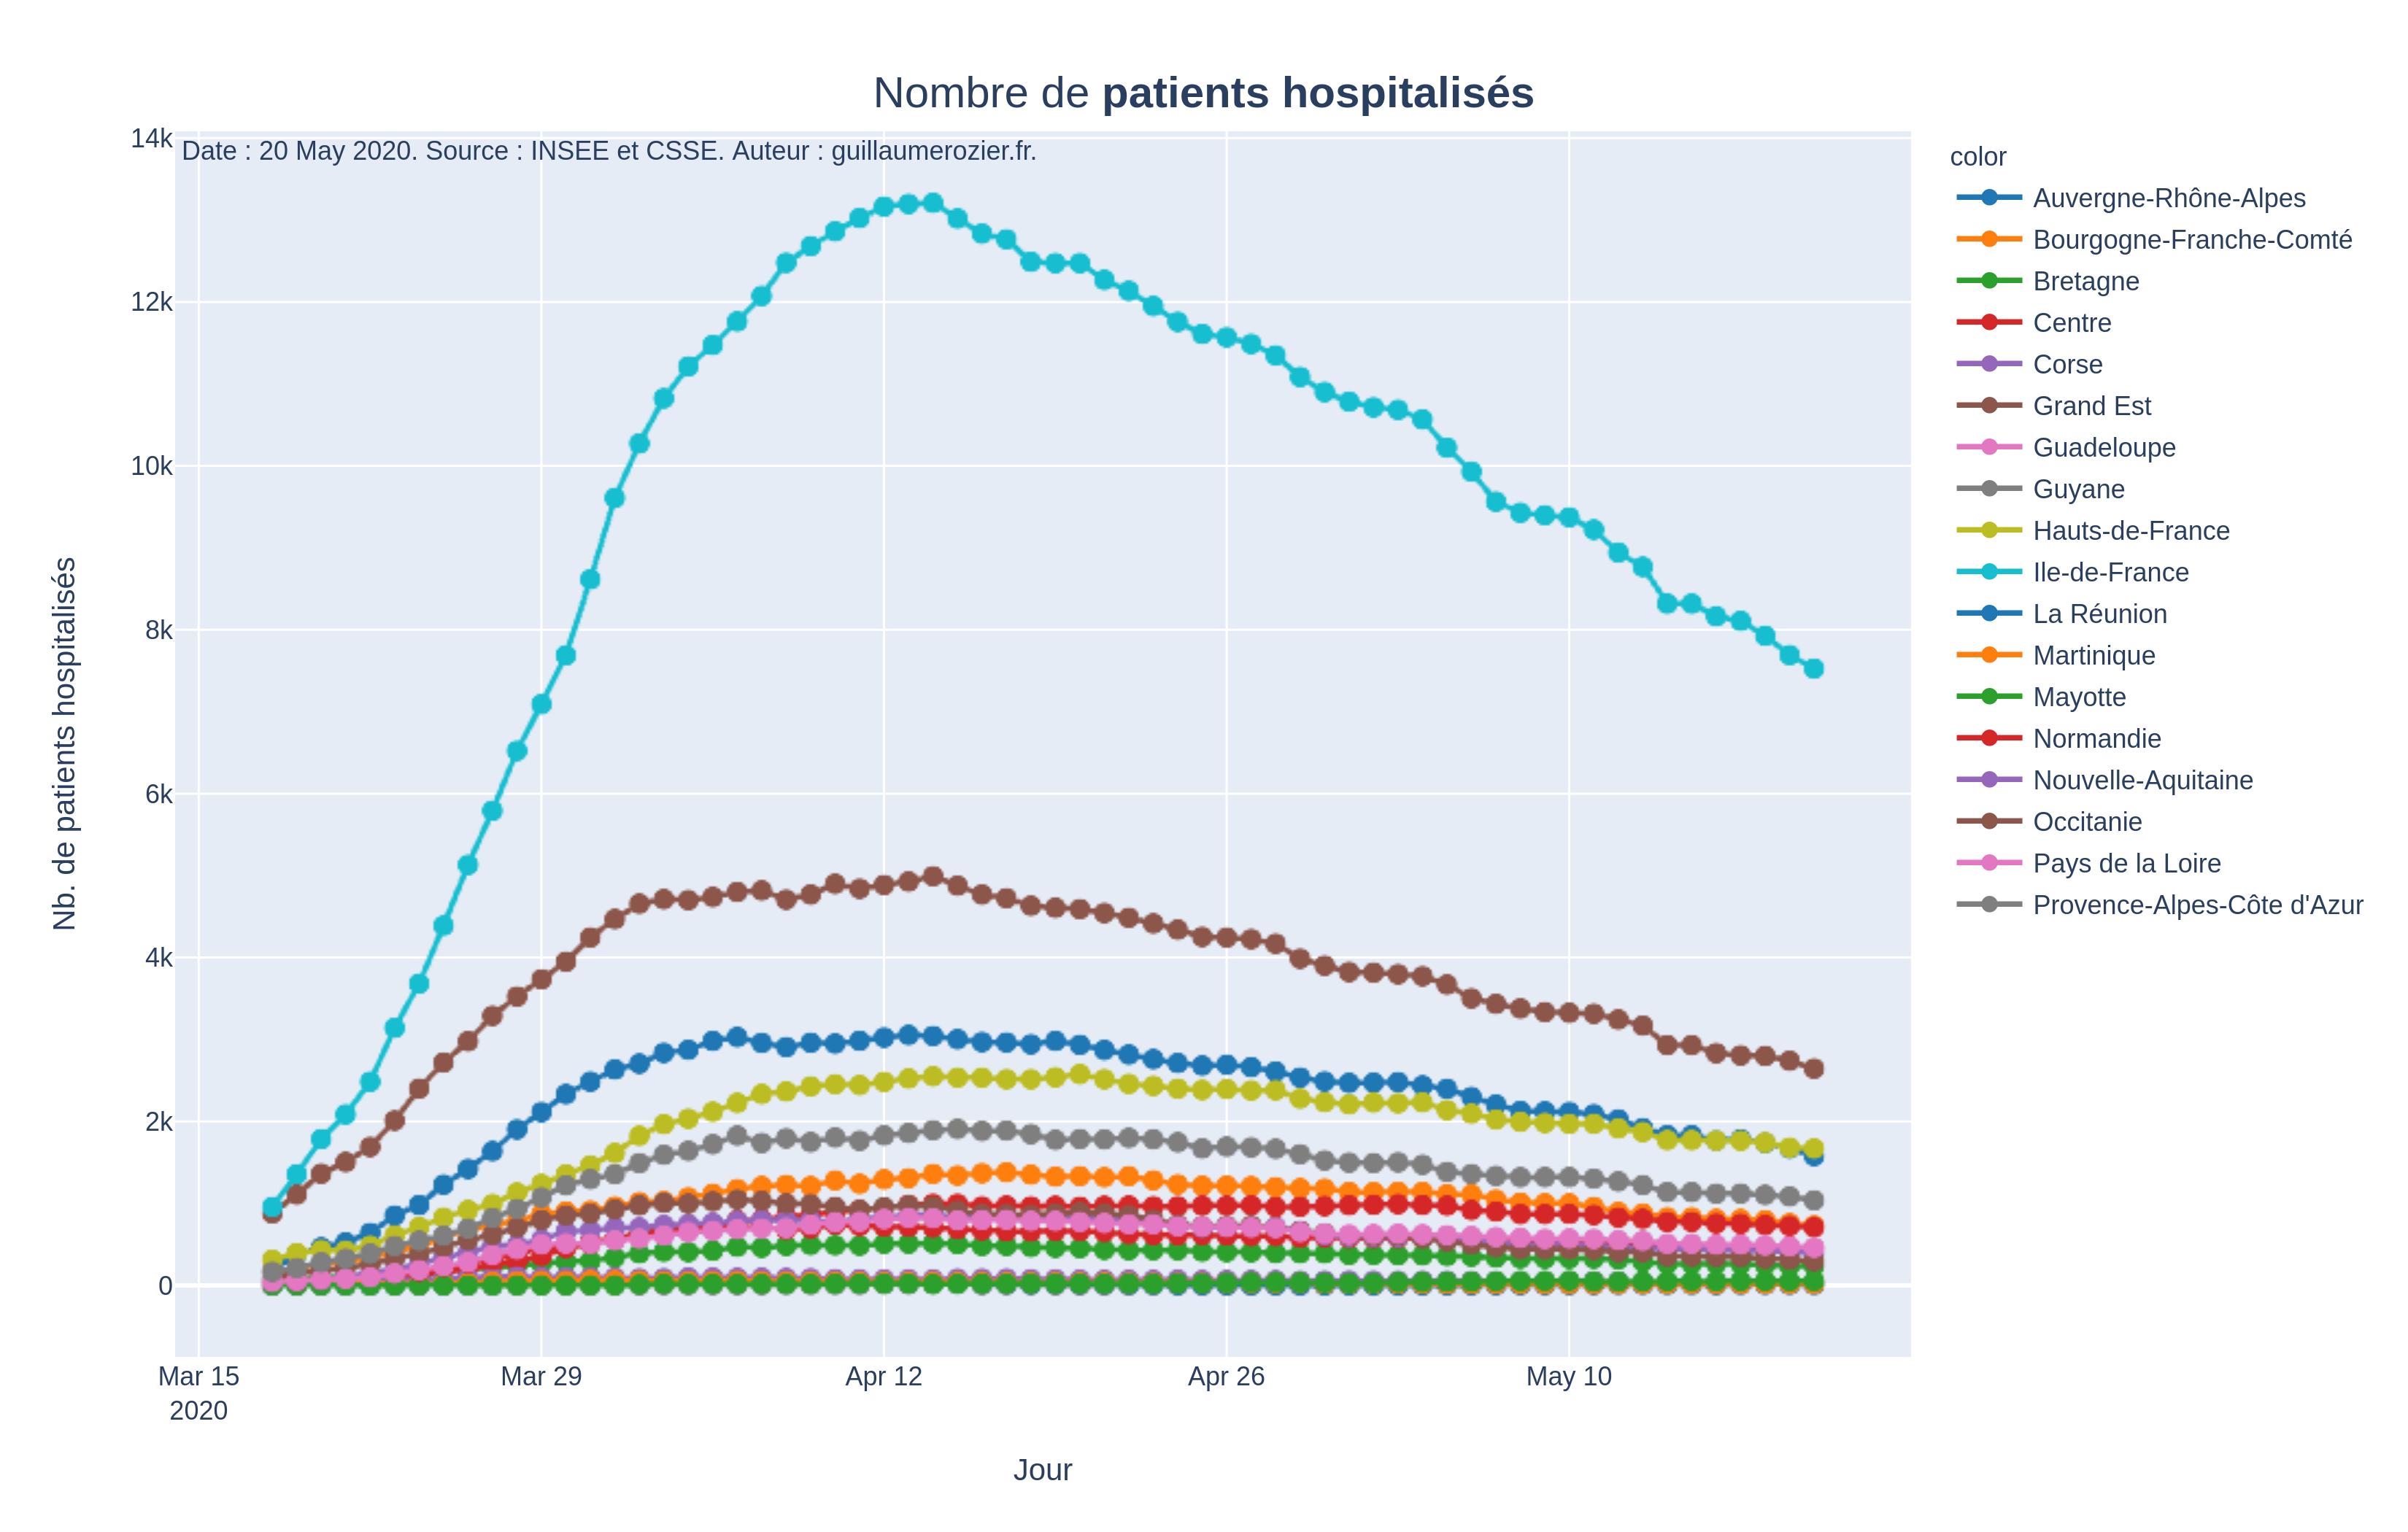 Nombre de patients hospitalisés
Date : 20 May 2020. Source : INSEE et CSSE. Auteur : guillaumerozier.fr.
14k
12k
10k
8k
6k
4k
2k
0
Nb. de patients hospitalisés
Mar 15
2020
Mar 29
Apr 12
Apr 26
May 10
Jour
color
Auvergne-Rhône-Alpes
Bourgogne-Franche-Comté
Bretagne
Centre
Corse
Grand Est
Guadeloupe
Guyane
Hauts-de-France
Ile-de-France
La Réunion
Martinique
Mayotte
Normandie
Nouvelle-Aquitaine
Occitanie
Pays de la Loire
Provence-Alpes-Côte d'Azur